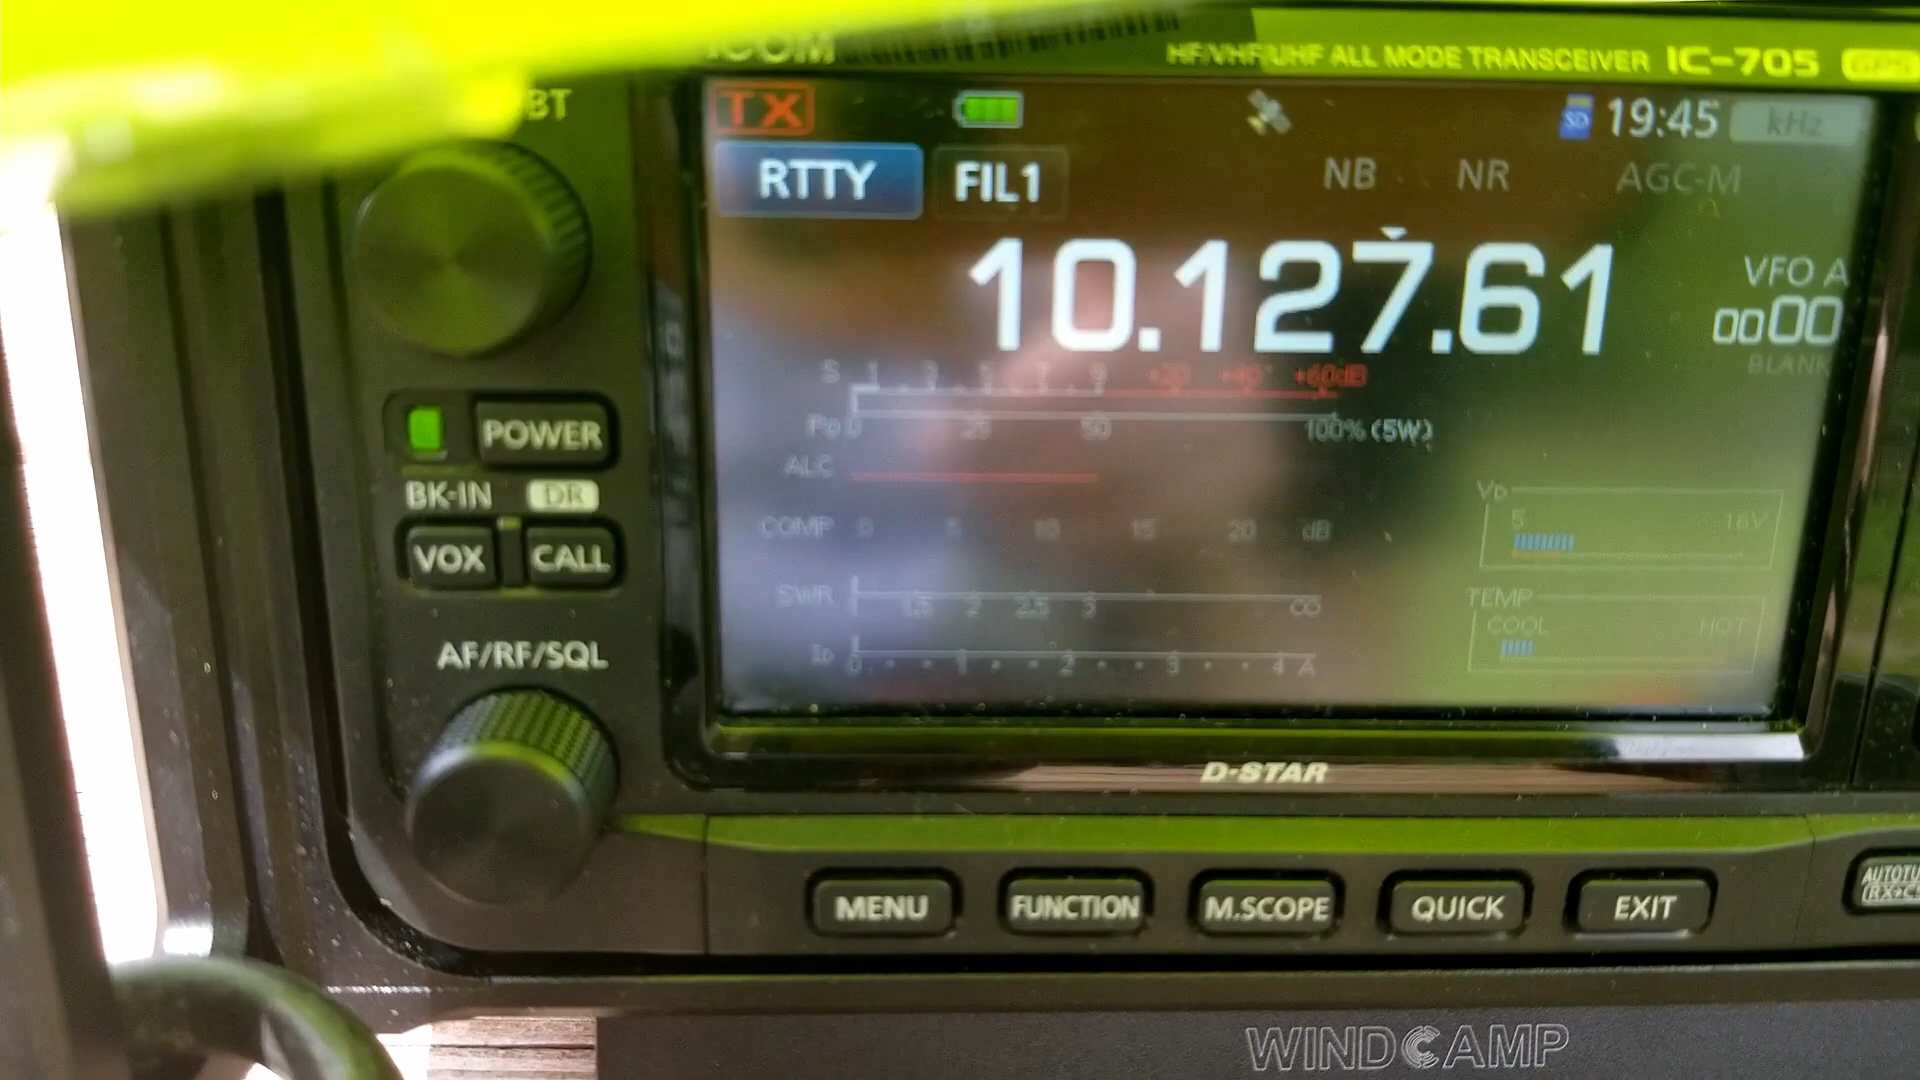 ICOM
HF/VHF/UHF ALL MODE TRANSCEIVER IC-705 GPS
BT
TX SD 19:45 kHz
RTTY FIL1 NB NR AGC-M
10.127.61
VFO A
0000
BLANK
S 1 3 5 7 9 +20 +40 +60dB
Po 0 25 50 100% (5W)
ALC
COMP 0 5 10 15 20 dB
SWR 1 1.5 2 2.5 3 ∞
ID 0 1 2 3 4 A
VD
5 16V
TEMP
COOL HOT
POWER
BK-IN DR
VOX CALL
AF/RF/SQL
D-STAR
MENU FUNCTION M.SCOPE QUICK EXIT
WINDCAMP